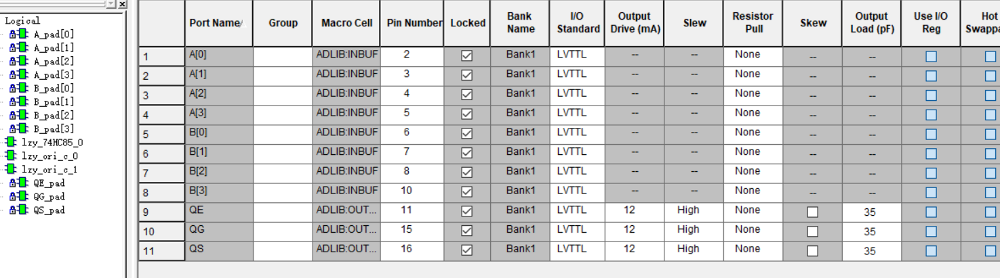 Logical
A_pad[0]
A_pad[1]
A_pad[2]
A_pad[3]
B_pad[0]
B_pad[1]
B_pad[2]
B_pad[3]
lzy_74HC85_0
lzy_ori_c_0
lzy_ori_c_1
QE_pad
QG_pad
QS_pad
Port Name Group Macro Cell Pin Number Locked Bank Name I/O Standard Output Drive (mA) Slew Resistor Pull Skew Output Load (pF) Use I/O Reg Hot Swappa
1 A[0] ADLIB:INBUF 2 Bank1 LVTTL -- -- None -- --
2 A[1] ADLIB:INBUF 3 Bank1 LVTTL -- -- None -- --
3 A[2] ADLIB:INBUF 4 Bank1 LVTTL -- -- None -- --
4 A[3] ADLIB:INBUF 5 Bank1 LVTTL -- -- None -- --
5 B[0] ADLIB:INBUF 6 Bank1 LVTTL -- -- None -- --
6 B[1] ADLIB:INBUF 7 Bank1 LVTTL -- -- None -- --
7 B[2] ADLIB:INBUF 8 Bank1 LVTTL -- -- None -- --
8 B[3] ADLIB:INBUF 10 Bank1 LVTTL -- -- None -- --
9 QE ADLIB:OUT... 11 Bank1 LVTTL 12 High None 35
10 QG ADLIB:OUT... 15 Bank1 LVTTL 12 High None 35
11 QS ADLIB:OUT... 16 Bank1 LVTTL 12 High None 35